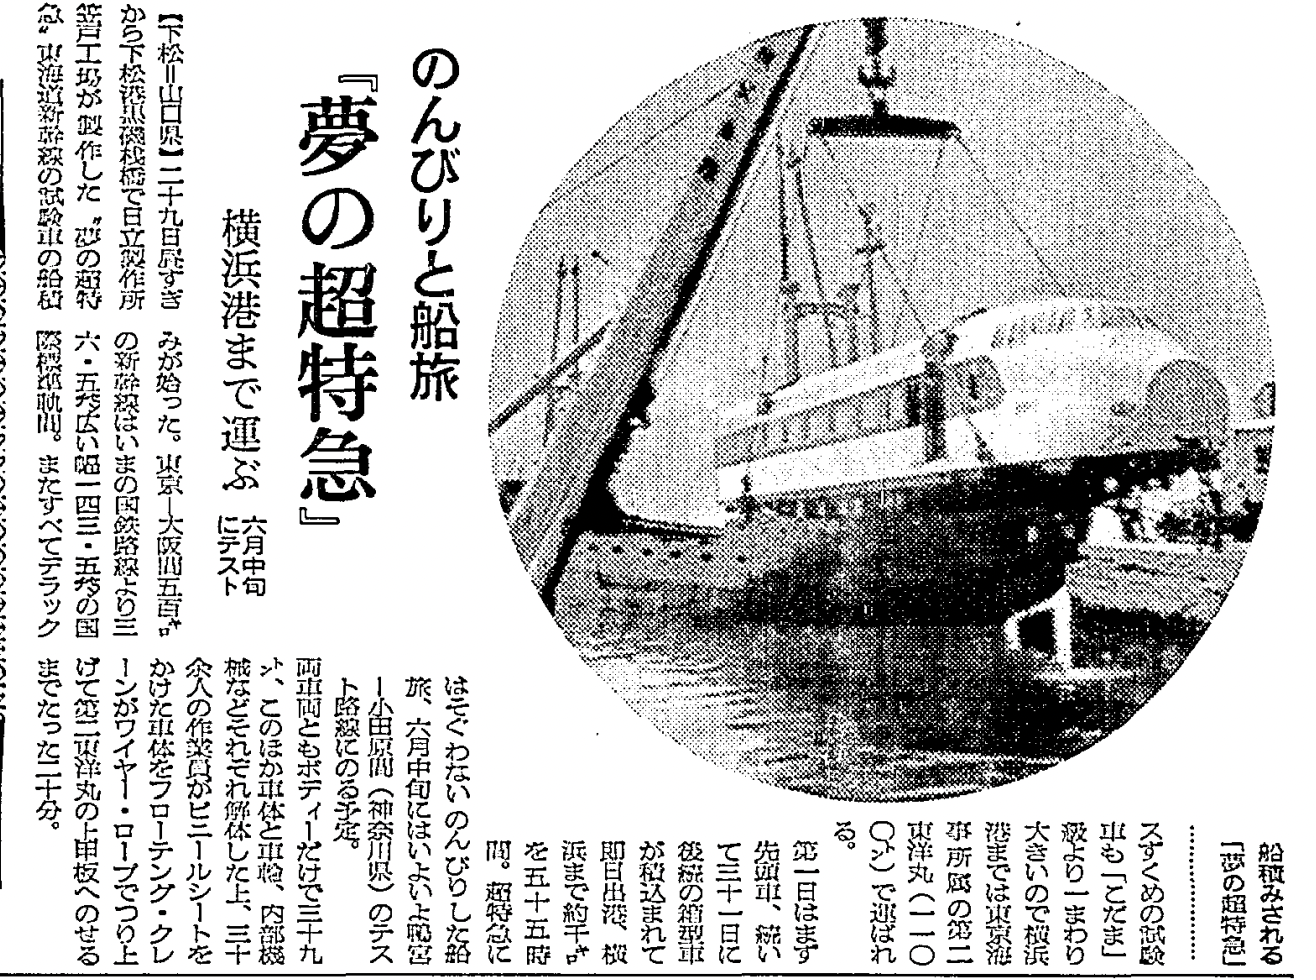 のんびりと船旅
『夢の超特急』
横浜港まで運ぶ
六月中旬
にテスト
【下松＝山口県】二十九日昼すぎ
から下松港黒磯桟橋で日立製作所
笠戸工場が製作した〝夢の超特
急〟東海道新幹線の試験車の船積
みが始った。東京―大阪間五百㌔
の新幹線はいまの国鉄路線より三
六・五㌢広い幅一四三・五㌢の国
際標準軌間。またすべてデラック
スずくめの試験
車も「こだま」
級より一まわり
大きいので横浜
港までは東京海
事所属の第二
東洋丸（一一〇
〇㌧）で運ばれ
る。
第一日はまず
先頭車、続い
て三十一日に
後続の箱型車
が積込まれて
即日出港、横
浜まで約千㌔
を五十五時
間。超特急に
はそぐわないのんびりした船
旅、六月中旬にはいよいよ鴨宮
―小田原間（神奈川県）のテス
ト路線にのる予定。
両車両ともボディーだけで三十九
㌧、このほか車体と車輪、内部機
械などそれぞれ解体した上、三十
余人の作業員がビニールシートを
かけた車体をフローテング・クレ
ーンがワイヤー・ロープでつり上
げて第二東洋丸の上甲板へのせる
までたった二十分。
船積みされる
「夢の超特急」